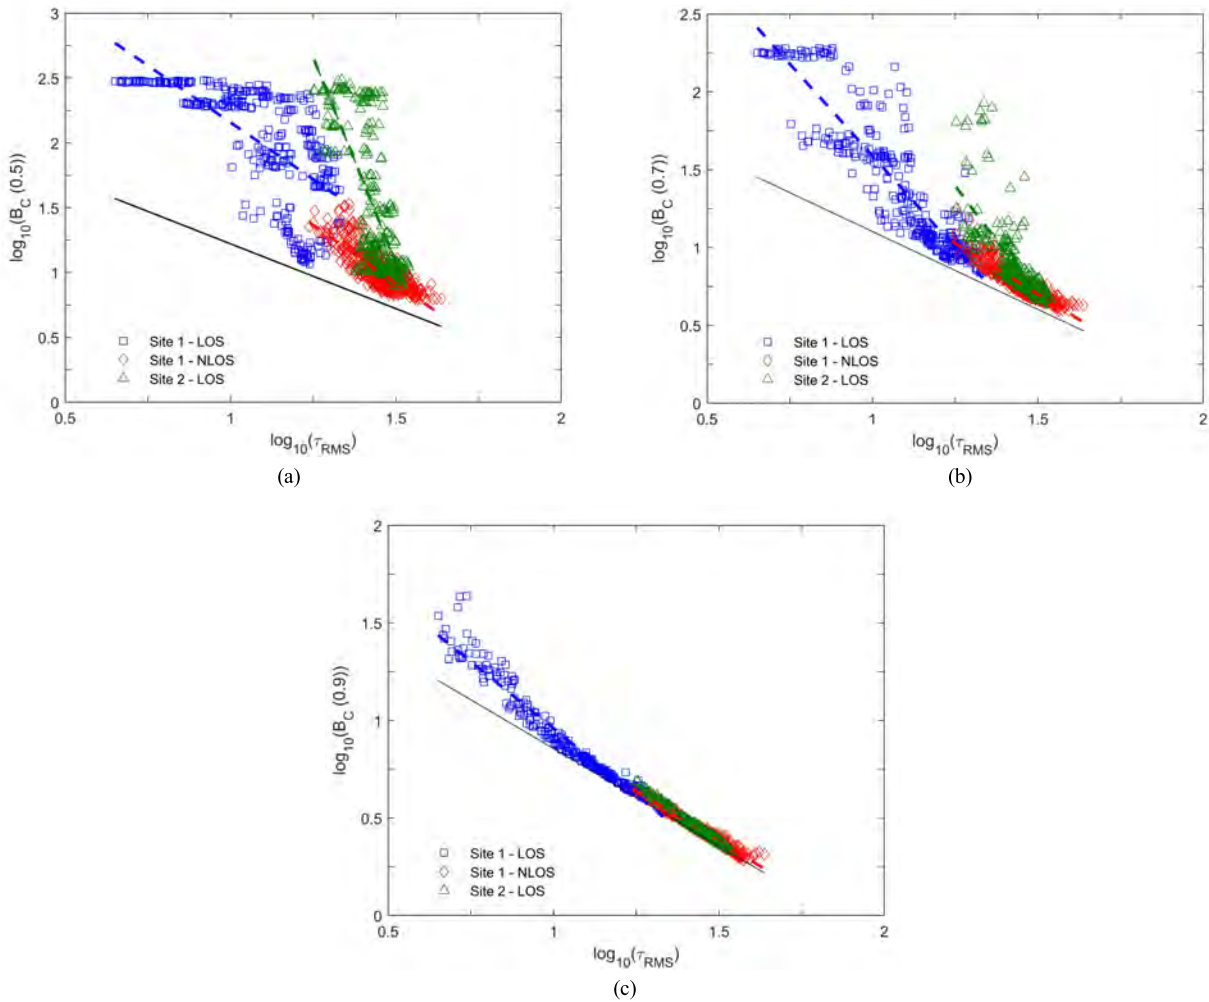 3
2.5
2
1.5
1
0.5
0
log10(BC (0.5))
Site 1 - LOS
Site 1 - NLOS
Site 2 - LOS
0.5 1 1.5 2
log10(τRMS)
(a)
2.5
2
1.5
1
0.5
0
log10(BC (0.7))
Site 1 - LOS
Site 1 - NLOS
Site 2 - LOS
0.5 1 1.5 2
log10(τRMS)
(b)
2
1.5
1
0.5
0
log10(BC (0.9))
Site 1 - LOS
Site 1 - NLOS
Site 2 - LOS
0.5 1 1.5 2
log10(τRMS)
(c)